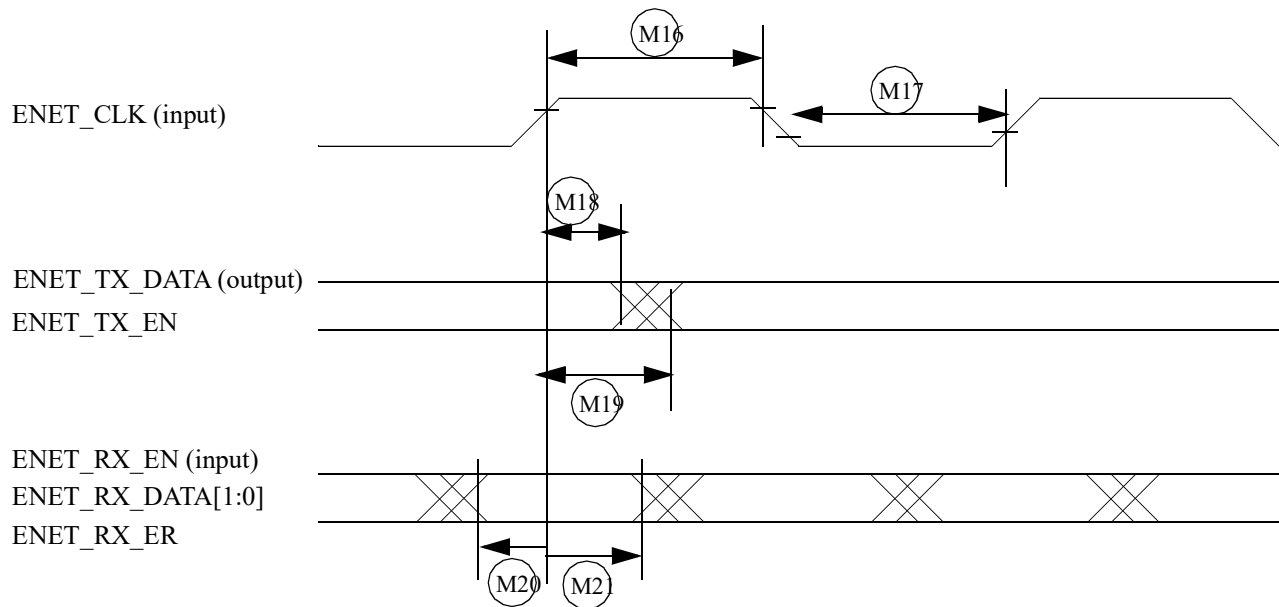 M16
ENET_CLK (input)
M17
M18
ENET_TX_DATA (output)
ENET_TX_EN
M19
ENET_RX_EN (input)
ENET_RX_DATA[1:0]
ENET_RX_ER
M20
M21